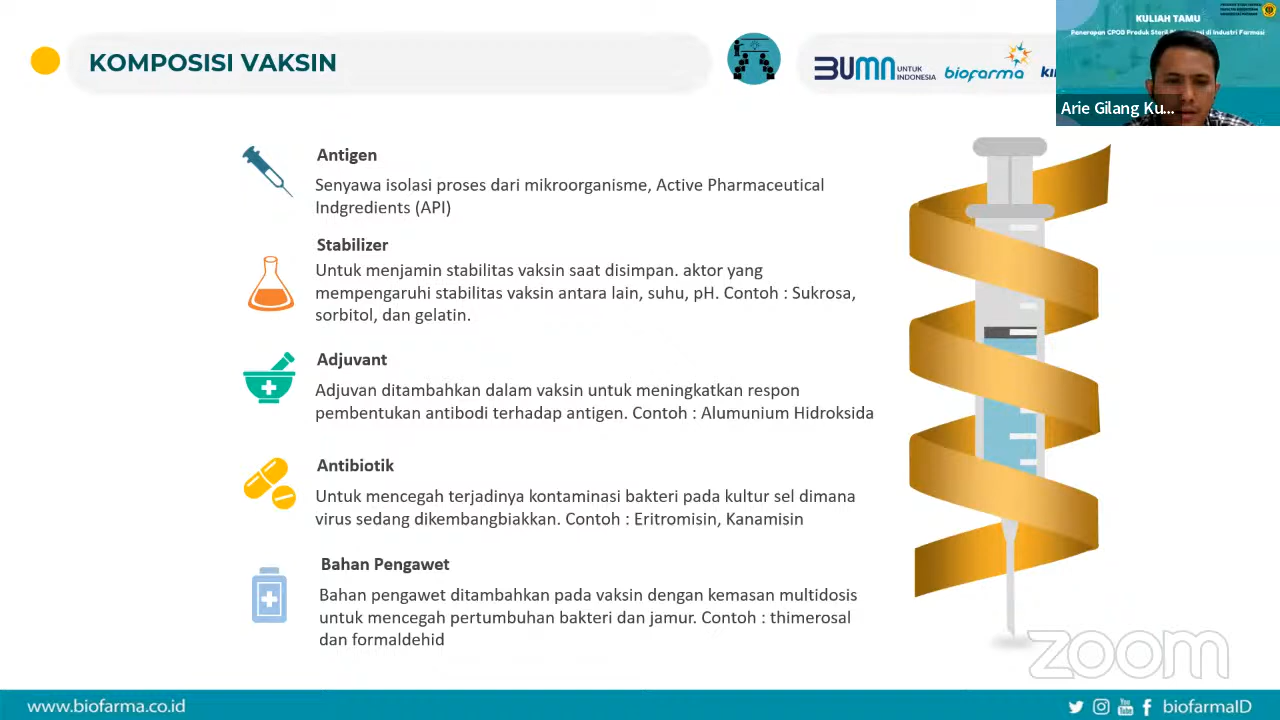 KOMPOSISI VAKSIN
BUMN UNTUK
INDONESIA
biofarma
KULIAH TAMU
Arie Gilang Ku...
Antigen
Senyawa isolasi proses dari mikroorganisme, Active Pharmaceutical
Indgredients (API)
Stabilizer
Untuk menjamin stabilitas vaksin saat disimpan. aktor yang
mempengaruhi stabilitas vaksin antara lain, suhu, pH. Contoh : Sukrosa,
sorbitol, dan gelatin.
Adjuvant
Adjuvan ditambahkan dalam vaksin untuk meningkatkan respon
pembentukan antibodi terhadap antigen. Contoh : Alumunium Hidroksida
Antibiotik
Untuk mencegah terjadinya kontaminasi bakteri pada kultur sel dimana
virus sedang dikembangbiakkan. Contoh : Eritromisin, Kanamisin
Bahan Pengawet
Bahan pengawet ditambahkan pada vaksin dengan kemasan multidosis
untuk mencegah pertumbuhan bakteri dan jamur. Contoh : thimerosal
dan formaldehid
zoom
www.biofarma.co.id
biofarmaID